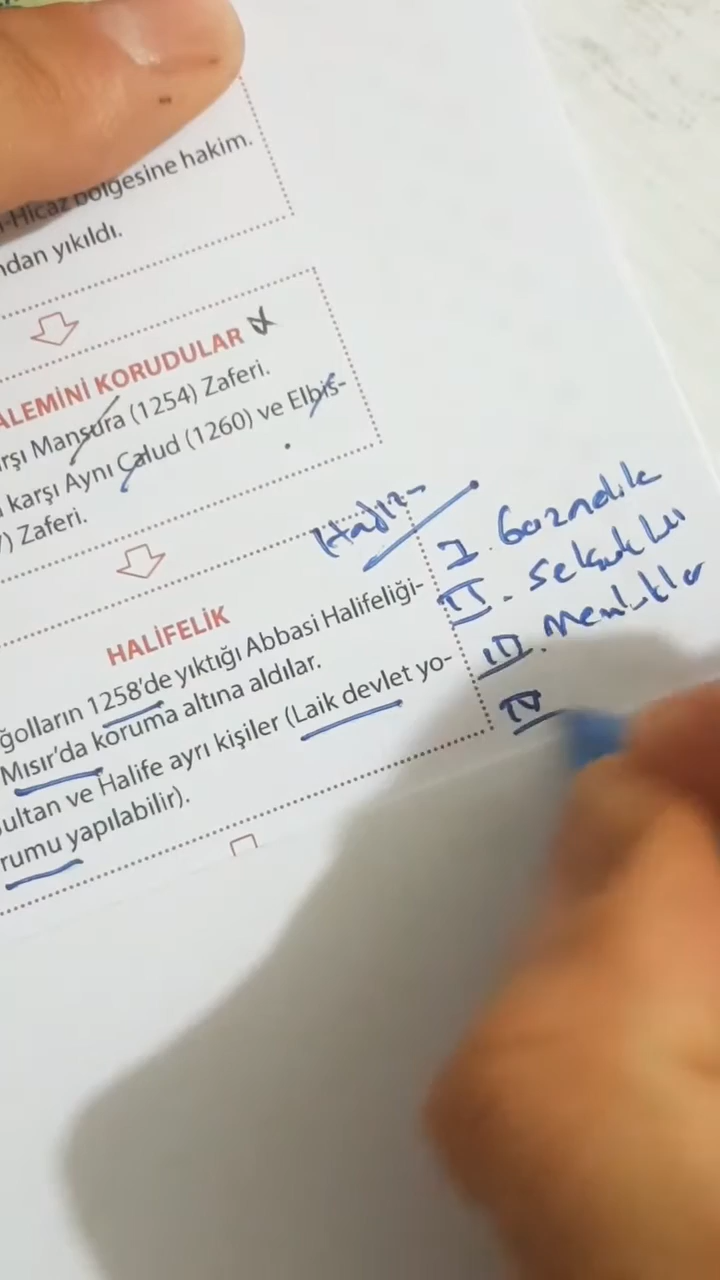 -Hicaz bölgesine hakim.
ndan yıkıldı.
ALEMİNİ KORUDULAR
rşı Mansura (1254) Zaferi.
karşı Aynı Calud (1260) ve Elbis-
) Zaferi.
I. Gazneliler
II. Selçuklu
III. Memlükler
IV
HALİFELİK
ğolların 1258'de yıktığı Abbasi Halifeliği-
Mısır'da koruma altına aldılar.
ultan ve Halife ayrı kişiler (Laik devlet yo-
rumu yapılabilir).